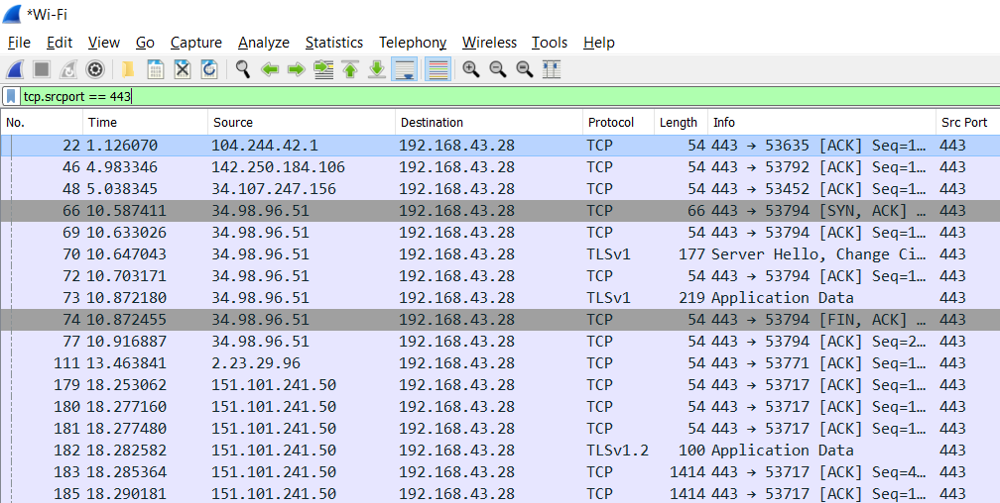 *Wi-Fi
File Edit View Go Capture Analyze Statistics Telephony Wireless Tools Help
tcp.srcport == 443
No. Time Source Destination Protocol Length Info Src Port
22 1.126070 104.244.42.1 192.168.43.28 TCP 54 443 → 53635 [ACK] Seq=1… 443
46 4.983346 142.250.184.106 192.168.43.28 TCP 54 443 → 53792 [ACK] Seq=1… 443
48 5.038345 34.107.247.156 192.168.43.28 TCP 54 443 → 53452 [ACK] Seq=1… 443
66 10.587411 34.98.96.51 192.168.43.28 TCP 66 443 → 53794 [SYN, ACK] … 443
69 10.633026 34.98.96.51 192.168.43.28 TCP 54 443 → 53794 [ACK] Seq=1… 443
70 10.647043 34.98.96.51 192.168.43.28 TLSv1 177 Server Hello, Change Ci… 443
72 10.703171 34.98.96.51 192.168.43.28 TCP 54 443 → 53794 [ACK] Seq=1… 443
73 10.872180 34.98.96.51 192.168.43.28 TLSv1 219 Application Data 443
74 10.872455 34.98.96.51 192.168.43.28 TCP 54 443 → 53794 [FIN, ACK] … 443
77 10.916887 34.98.96.51 192.168.43.28 TCP 54 443 → 53794 [ACK] Seq=2… 443
111 13.463841 2.23.29.96 192.168.43.28 TCP 54 443 → 53771 [ACK] Seq=1… 443
179 18.253062 151.101.241.50 192.168.43.28 TCP 54 443 → 53717 [ACK] Seq=1… 443
180 18.277160 151.101.241.50 192.168.43.28 TCP 54 443 → 53717 [ACK] Seq=1… 443
181 18.277480 151.101.241.50 192.168.43.28 TCP 54 443 → 53717 [ACK] Seq=1… 443
182 18.282582 151.101.241.50 192.168.43.28 TLSv1.2 100 Application Data 443
183 18.285364 151.101.241.50 192.168.43.28 TCP 1414 443 → 53717 [ACK] Seq=4… 443
185 18.290181 151.101.241.50 192.168.43.28 TCP 1414 443 → 53717 [ACK] Seq=1… 443